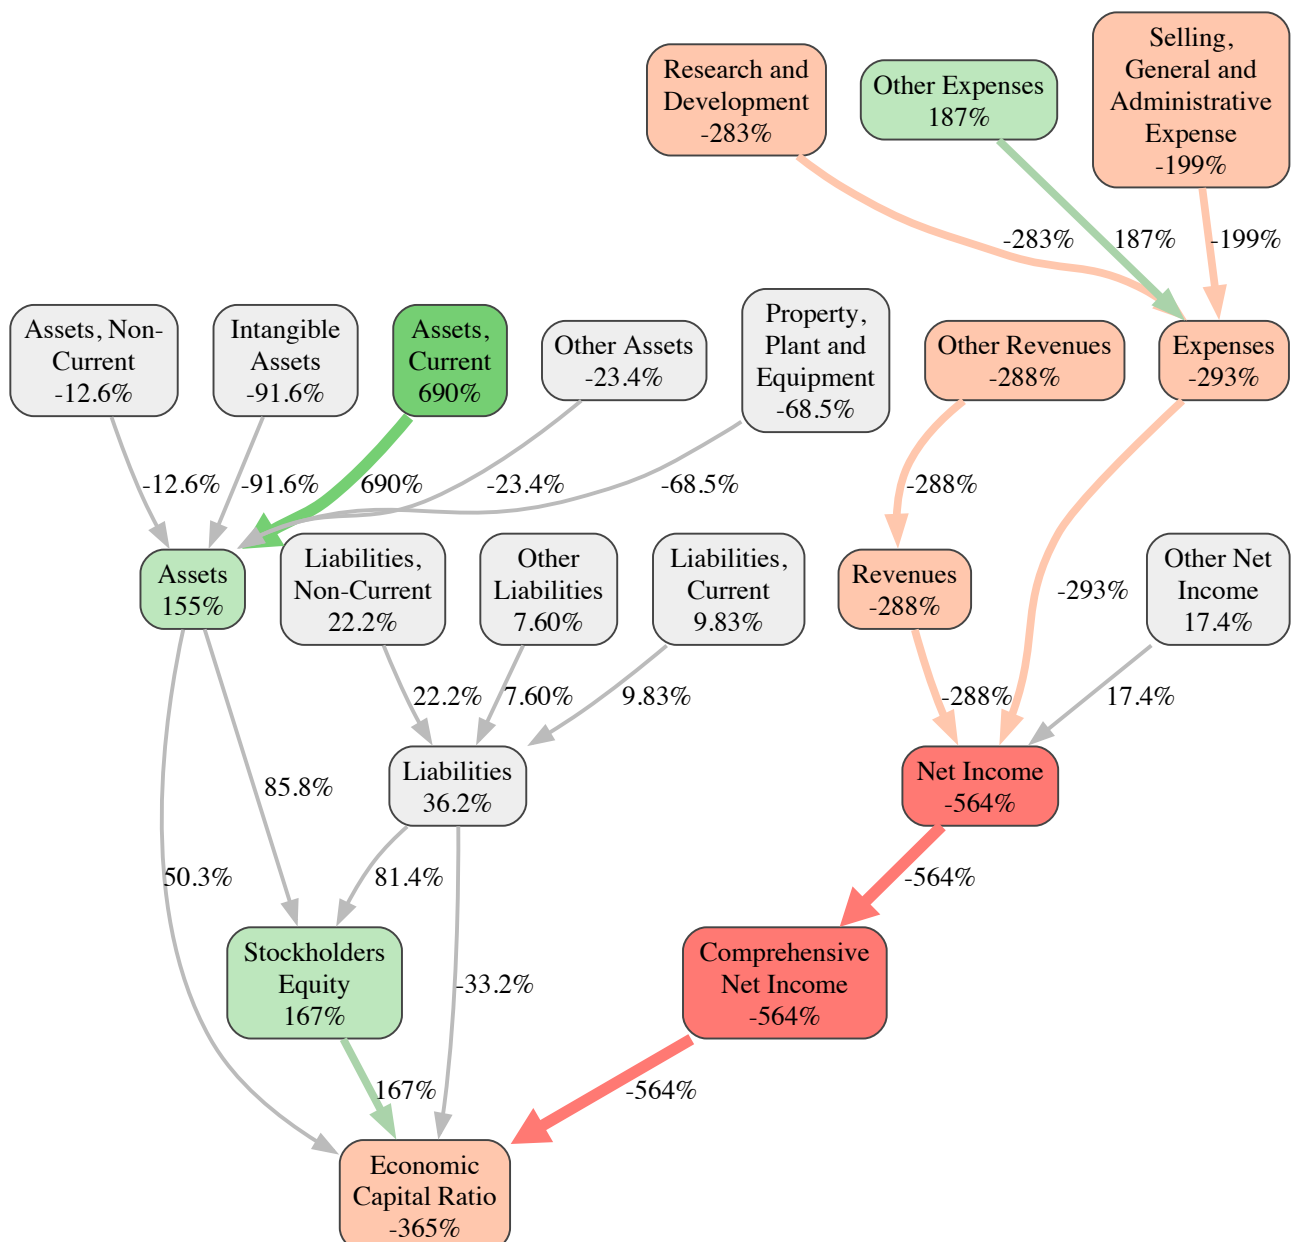 Research and
Development
-283%
Other Expenses
187%
Selling,
General and
Administrative
Expense
-199%
-283%
187%
-199%
Assets, Non-
Current
-12.6%
Intangible
Assets
-91.6%
Assets,
Current
690%
Other Assets
-23.4%
Property,
Plant and
Equipment
-68.5%
Other Revenues
-288%
Expenses
-293%
-12.6%
-91.6%
690%
-23.4%
-68.5%
-288%
Assets
155%
Liabilities,
Non-Current
22.2%
Other
Liabilities
7.60%
Liabilities,
Current
9.83%
Revenues
-288%
-293%
Other Net
Income
17.4%
22.2%
7.60%
9.83%
-288%
17.4%
85.8%
Liabilities
36.2%
Net Income
-564%
50.3%
81.4%
-564%
Stockholders
Equity
167%
-33.2%
Comprehensive
Net Income
-564%
167%
-564%
Economic
Capital Ratio
-365%